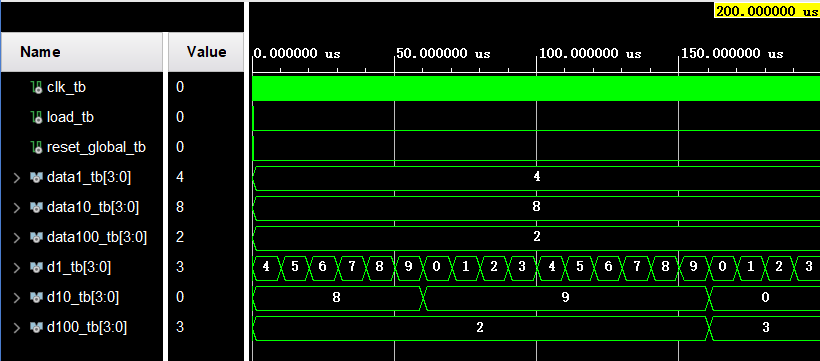 200.000000 us
Name Value 0.000000 us 50.000000 us 100.000000 us 150.000000 us
clk_tb 0
load_tb 0
reset_global_tb 0
data1_tb[3:0] 4 4
data10_tb[3:0] 8 8
data100_tb[3:0] 2 2
d1_tb[3:0] 3 4 5 6 7 8 9 0 1 2 3 4 5 6 7 8 9 0 1 2 3
d10_tb[3:0] 0 8 9 0
d100_tb[3:0] 3 2 3